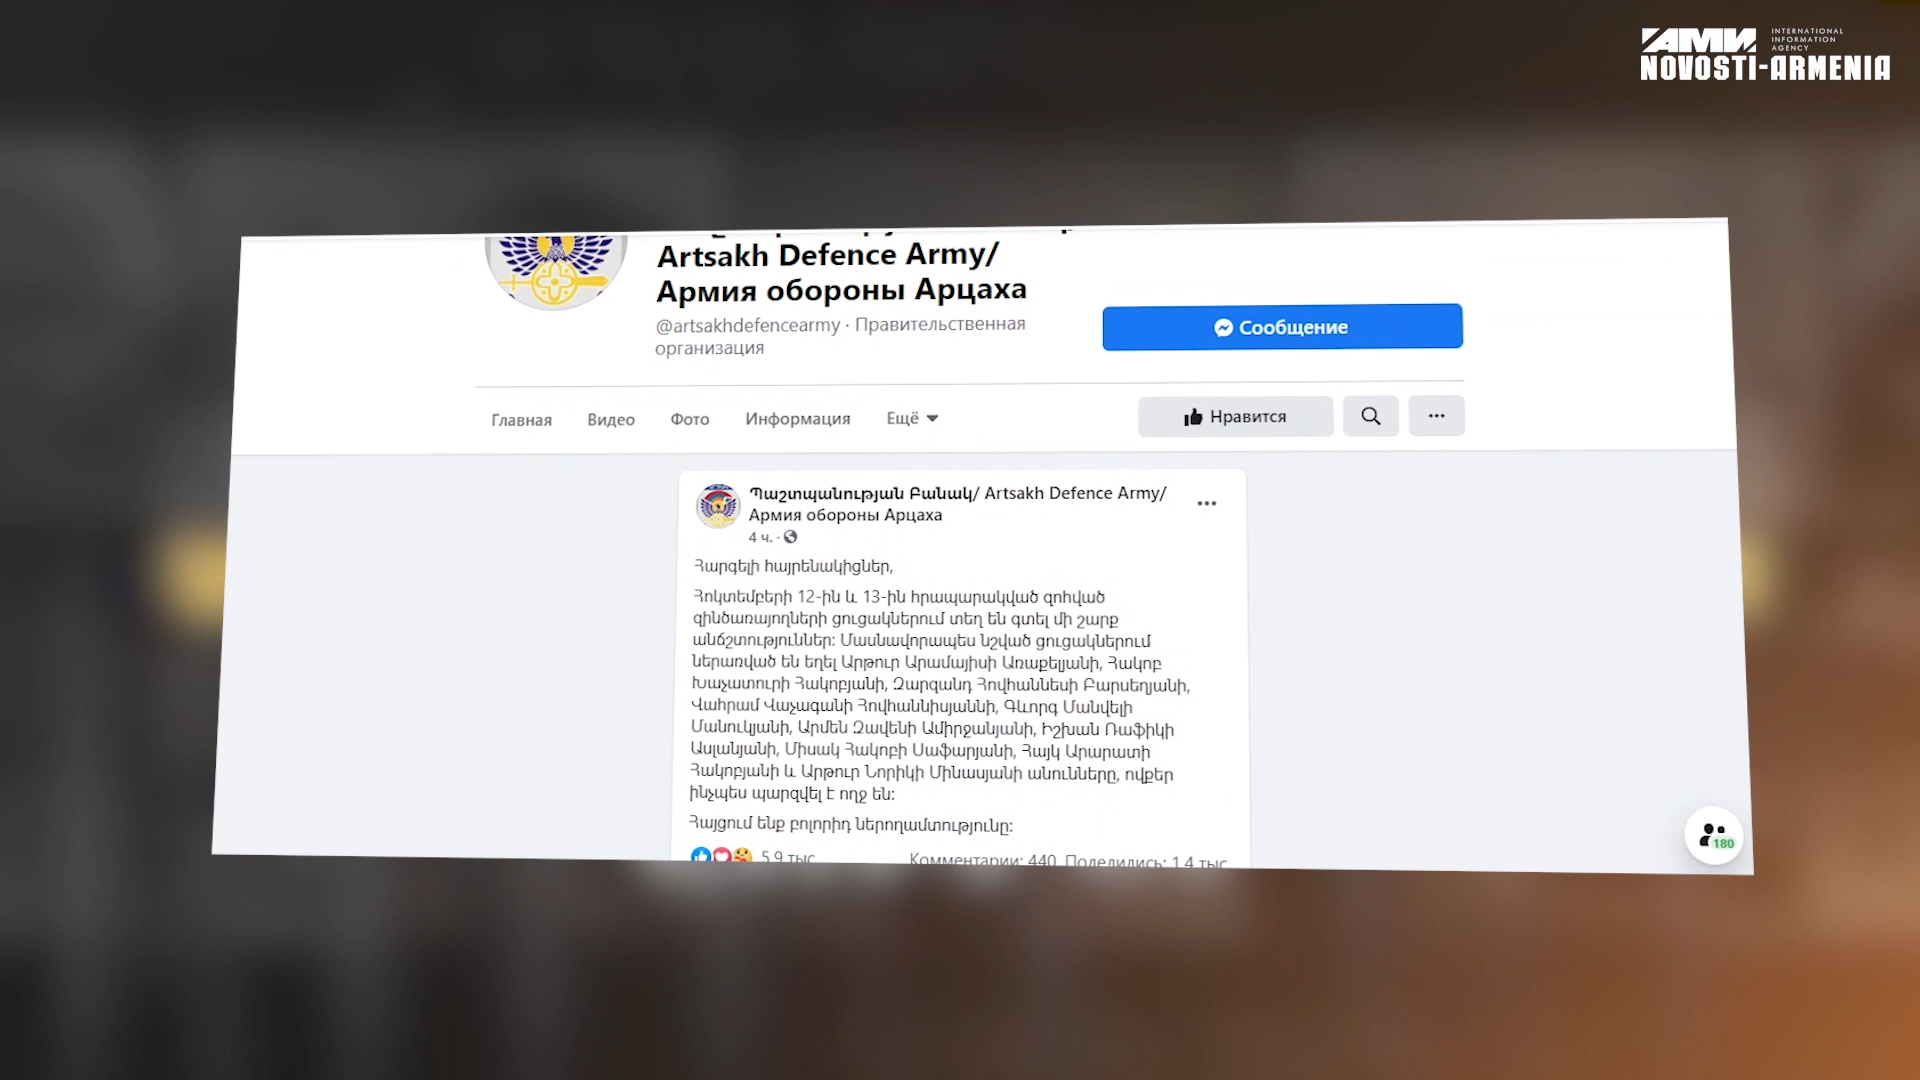 АМИ INTERNATIONAL
INFORMATION
AGENCY
NOVOSTI-ARMENIA
Artsakh Defence Army/
Армия обороны Арцаха
@artsakhdefencearmy · Правительственная
организация
Сообщение
Главная Видео Фото Информация Ещё
Нравится
Պաշտպանության Բանակ/ Artsakh Defence Army/
Армия обороны Арцаха
4 ч. ·
Հարգելի հայրենակիցներ,
Հոկտեմբերի 12-ին և 13-ին հրապարակված զոհված
զինծառայողների ցուցակներում տեղ են գտել մի շարք
անճշտություններ: Մասնավորապես նշված ցուցակներում
ներառված են եղել Արթուր Արամայիսի Առաքելյանի, Հակոբ
Խաչատուրի Հակոբյանի, Զարզանդ Հովհաննեսի Բարսեղյանի,
Վահրամ Վաչագանի Հովհաննիսյաննի, Գևորգ Մանվելի
Մանուկյանի, Արմեն Զավենի Ամիրջանյանի, Իշխան Ռաֆիկի
Ասլանյանի, Միսակ Հակոբի Սաֆարյանի, Հայկ Արարատի
Հակոբյանի և Արթուր Նորիկի Մինասյանի անունները, ովքեր
ինչպես պարզվել է ողջ են:
Հայցում ենք բոլորիդ ներողամտությունը:
5,9 тыс. Комментарии: 440 Поделились: 1,4 тыс.
180